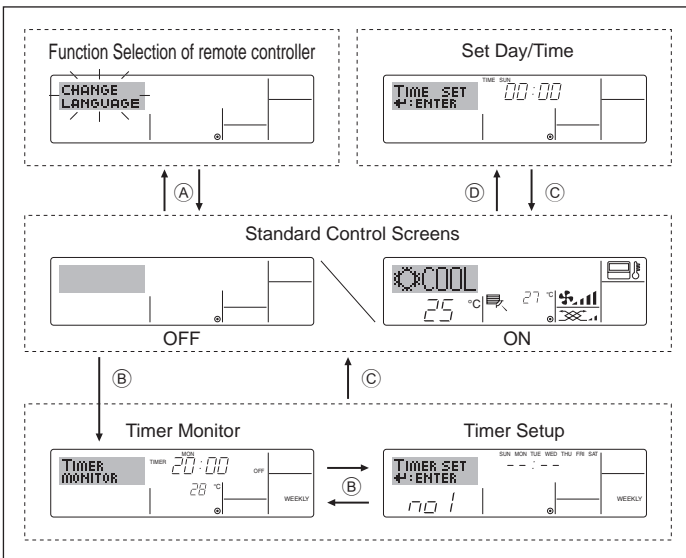 Function Selection of remote controller
CHANGE
LANGUAGE
Set Day/Time
TIME SUN
TIME SET 00:00
↵:ENTER
Ⓐ
Ⓓ
Ⓒ
Standard Control Screens
COOL
25 °C 27 °C
OFF
ON
Ⓑ
Ⓒ
Timer Monitor
MON
TIMER TIMER 20:00 OFF
MONITOR
28 °C
WEEKLY
Ⓑ
Timer Setup
SUN MON TUE WED THU FRI SAT
TIMER SET --:--
↵:ENTER
no 1
WEEKLY